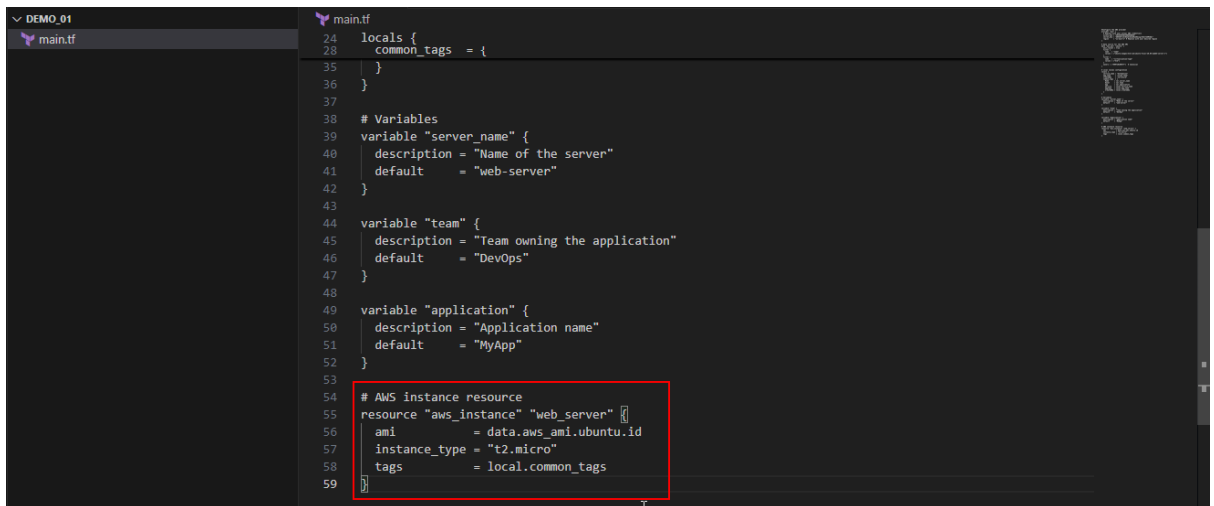 DEMO_01
main.tf
main.tf
24 locals {
28   common_tags  = {
35   }
36 }
37
38 # Variables
39 variable "server_name" {
40   description = "Name of the server"
41   default     = "web-server"
42 }
43
44 variable "team" {
45   description = "Team owning the application"
46   default     = "DevOps"
47 }
48
49 variable "application" {
50   description = "Application name"
51   default     = "MyApp"
52 }
53
54 # AWS instance resource
55 resource "aws_instance" "web_server" {
56   ami           = data.aws_ami.ubuntu.id
57   instance_type = "t2.micro"
58   tags          = local.common_tags
59 }